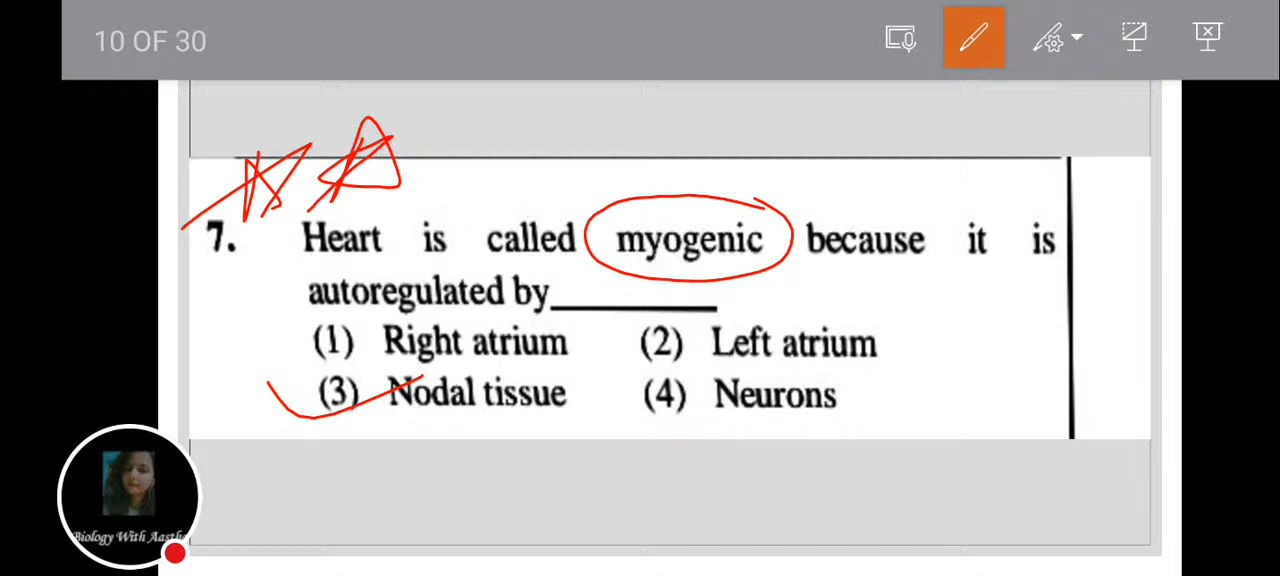 10 OF 30
7. Heart is called myogenic because it is
autoregulated by________
(1) Right atrium (2) Left atrium
(3) Nodal tissue (4) Neurons
Biology With Aastha